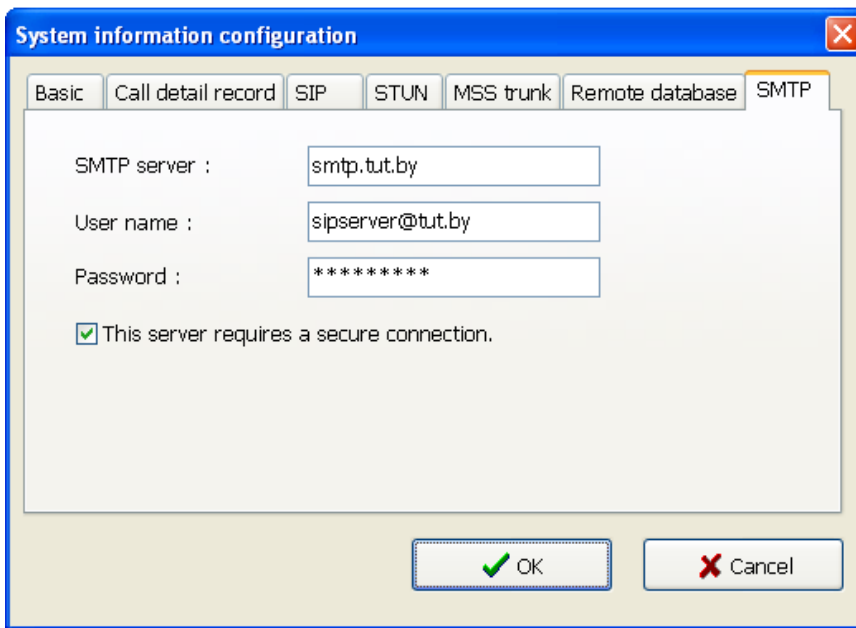 System information configuration
Basic Call detail record SIP STUN MSS trunk Remote database SMTP
SMTP server : smtp.tut.by
User name : sipserver@tut.by
Password : *********
This server requires a secure connection.
OK Cancel